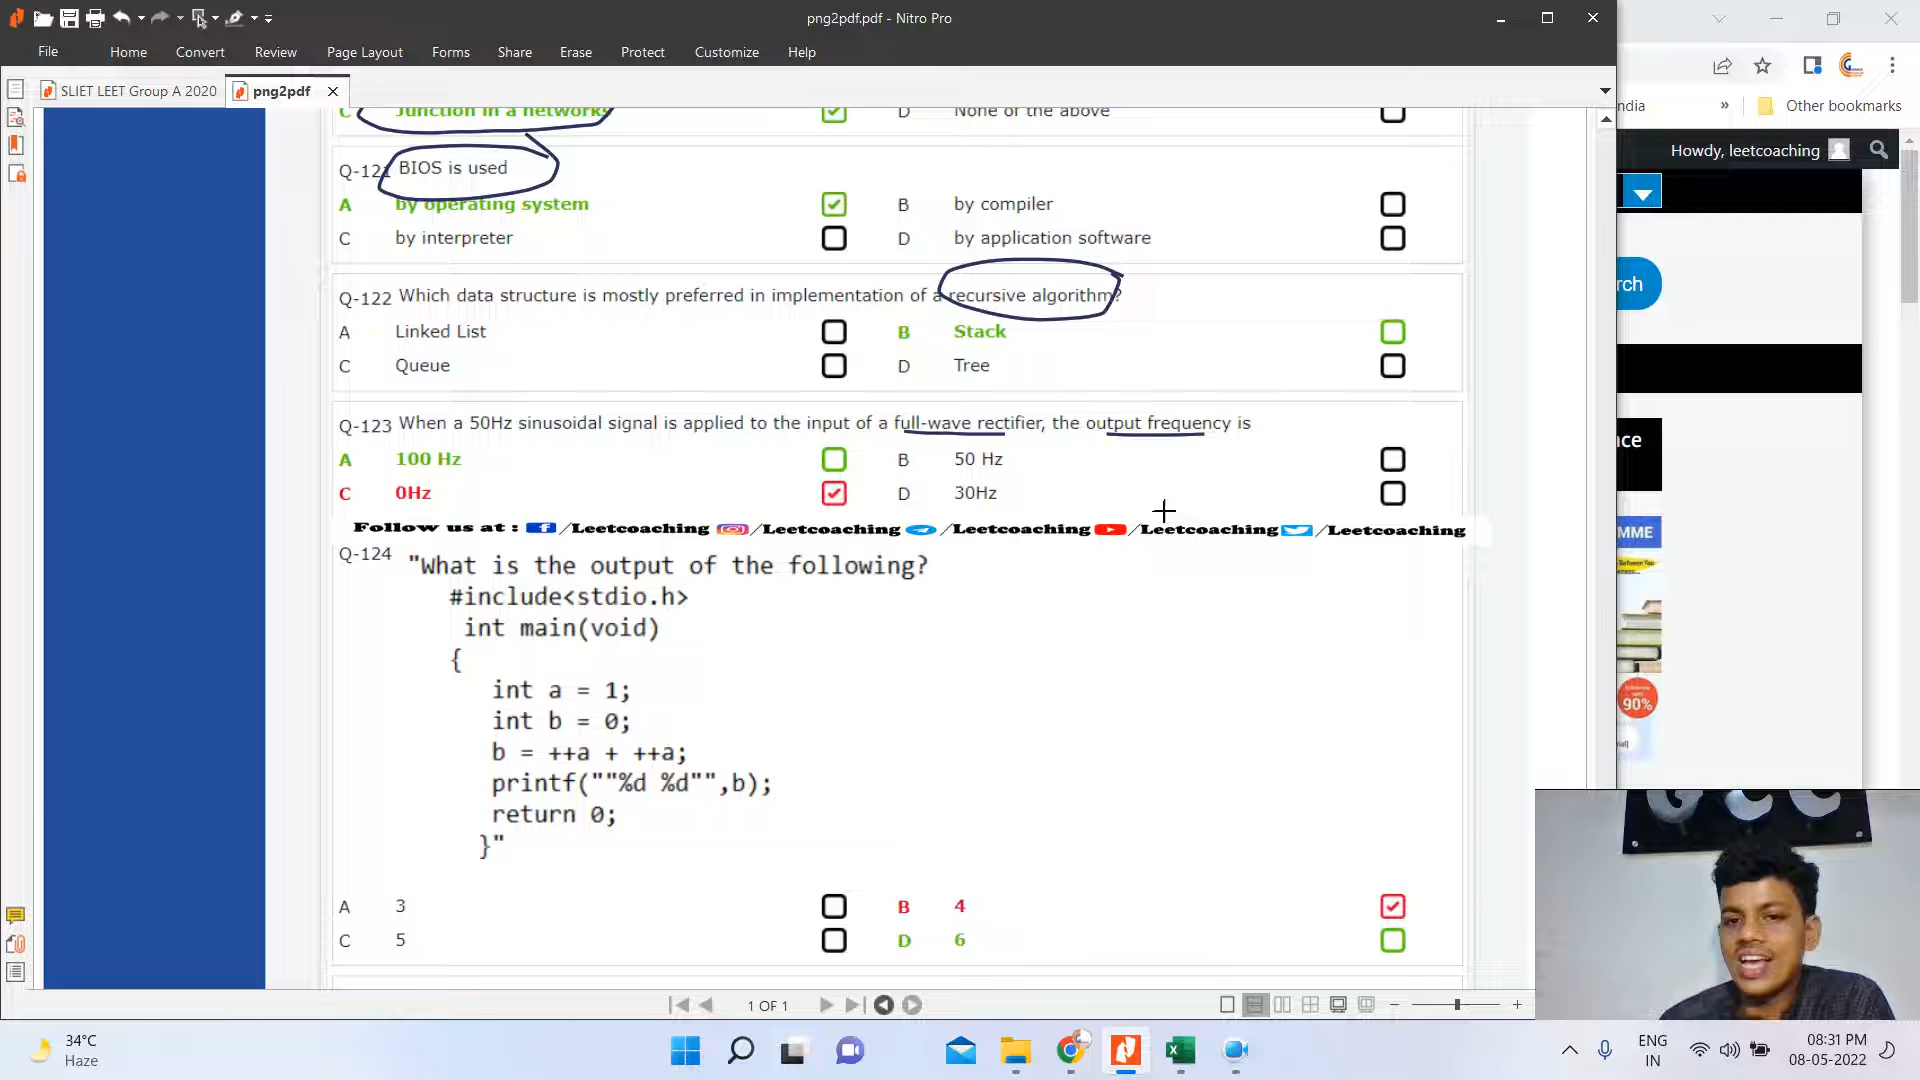 png2pdf.pdf - Nitro Pro
File Home Convert Review Page Layout Forms Share Erase Protect Customize Help
SLIET LEET Group A 2020
png2pdf
ndia
»
Other bookmarks
Howdy, leetcoaching
rch
nce
MME
90%
C Junction in a networks D None of the above
Q-121 BIOS is used
A by operating system B by compiler
C by interpreter D by application software
Q-122 Which data structure is mostly preferred in implementation of a recursive algorithm?
A Linked List B Stack
C Queue D Tree
Q-123 When a 50Hz sinusoidal signal is applied to the input of a full-wave rectifier, the output frequency is
A 100 Hz B 50 Hz
C 0Hz D 30Hz
Follow us at : /Leetcoaching /Leetcoaching /Leetcoaching /Leetcoaching /Leetcoaching
Q-124 "What is the output of the following?
#include<stdio.h>
int main(void)
{
int a = 1;
int b = 0;
b = ++a + ++a;
printf(""%d %d"",b);
return 0;
}"
A 3 B 4
C 5 D 6
1 OF 1
GCC
34°C
Haze
ENG
IN
08:31 PM
08-05-2022